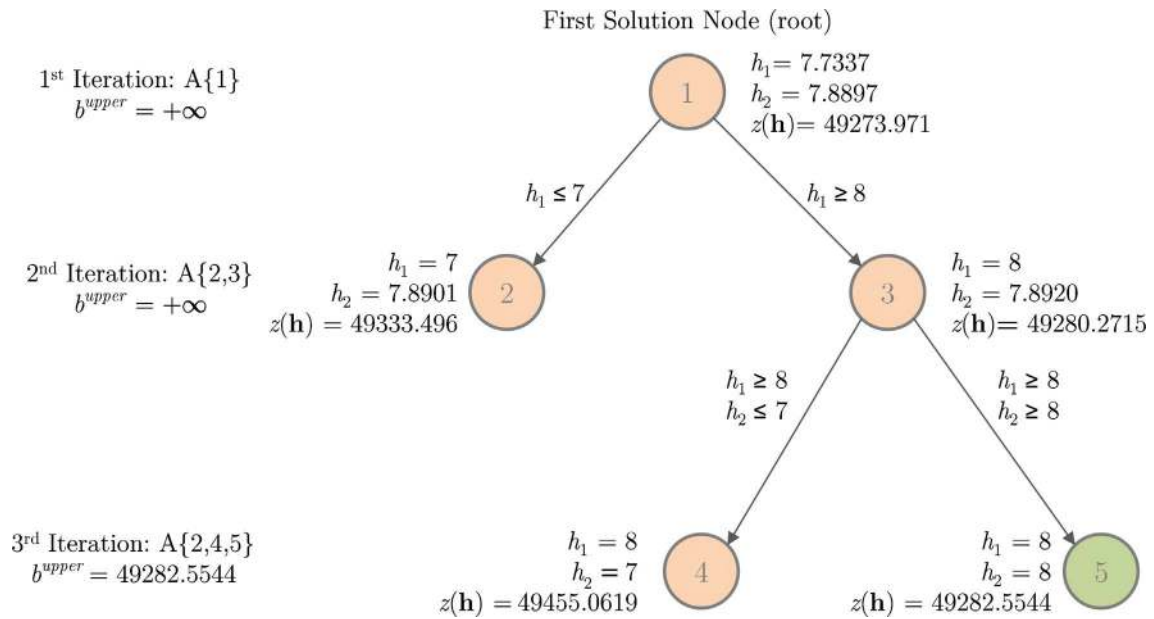 First Solution Node (root)
1st Iteration: A{1}
b^upper = +∞
1
h₁= 7.7337
h₂ = 7.8897
z(h)= 49273.971
h₁ ≤ 7
h₁ ≥ 8
2nd Iteration: A{2,3}
b^upper = +∞
h₁ = 7
h₂ = 7.8901
z(h) = 49333.496
2
3
h₁ = 8
h₂ = 7.8920
z(h)= 49280.2715
h₁ ≥ 8
h₂ ≤ 7
h₁ ≥ 8
h₂ ≥ 8
3rd Iteration: A{2,4,5}
b^upper = 49282.5544
h₁ = 8
h₂ = 7
z(h) = 49455.0619
4
h₁ = 8
h₂ = 8
z(h) = 49282.5544
5